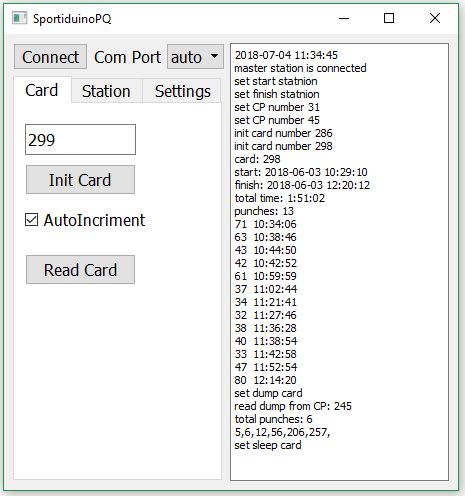 SportiduinoPQ
Connect Com Port auto
Card Station Settings
299
Init Card
AutoIncriment
Read Card
2018-07-04 11:34:45
master station is connected
set start statnion
set finish statnion
set CP number 31
set CP number 45
init card number 286
init card number 298
card: 298
start: 2018-06-03 10:29:10
finish: 2018-06-03 12:20:12
total time: 1:51:02
punches: 13
71 10:34:06
63 10:38:46
43 10:44:50
42 10:42:52
61 10:59:59
37 11:02:44
34 11:21:41
32 11:27:46
38 11:36:28
40 11:38:54
33 11:42:58
47 11:52:54
80 12:14:20
set dump card
read dump from CP: 245
total punches: 6
5,6,12,56,206,257,
set sleep card